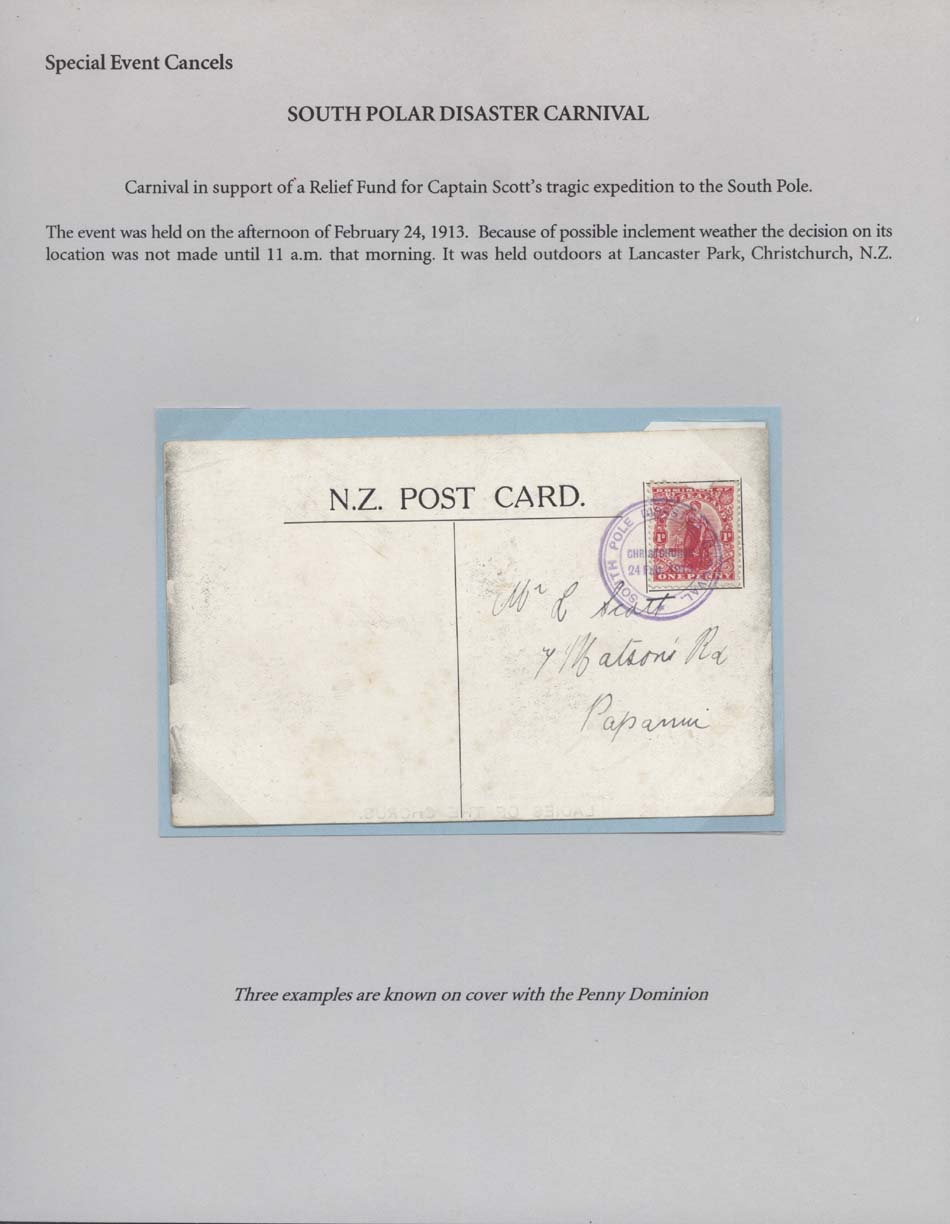 Special Event Cancels
SOUTH POLAR DISASTER CARNIVAL
Carnival in support of a Relief Fund for Captain Scott's tragic expedition to the South Pole.
The event was held on the afternoon of February 24, 1913.  Because of possible inclement weather the decision on its
location was not made until 11 a.m. that morning. It was held outdoors at Lancaster Park, Christchurch, N.Z.
N.Z. POST CARD.
SOUTH POLE
CHRISTCHURCH
24
1d 1d
ONE PENNY
Mr L Scott
7 Watson's Rd
Papanui
LADIES OF THE CHORUS.
Three examples are known on cover with the Penny Dominion